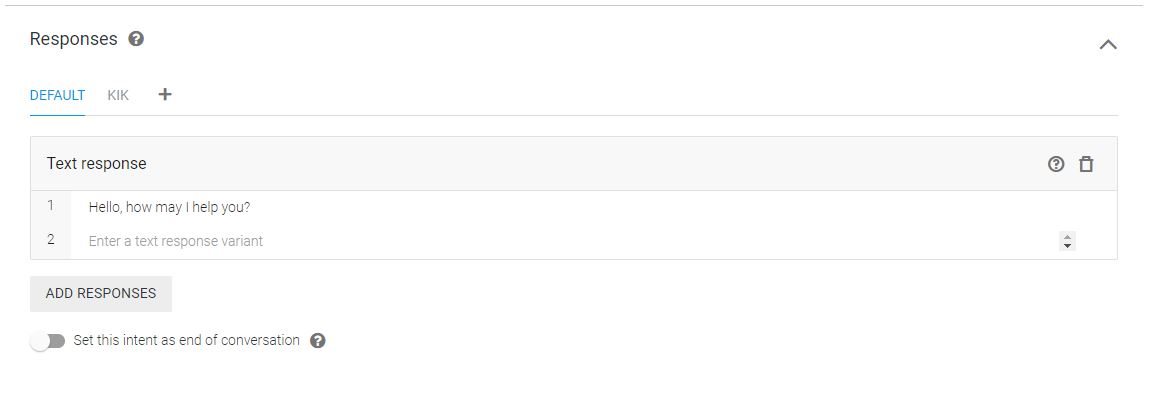 Responses
DEFAULT KIK +
Text response
1 Hello, how may I help you?
2 Enter a text response variant
ADD RESPONSES
Set this intent as end of conversation